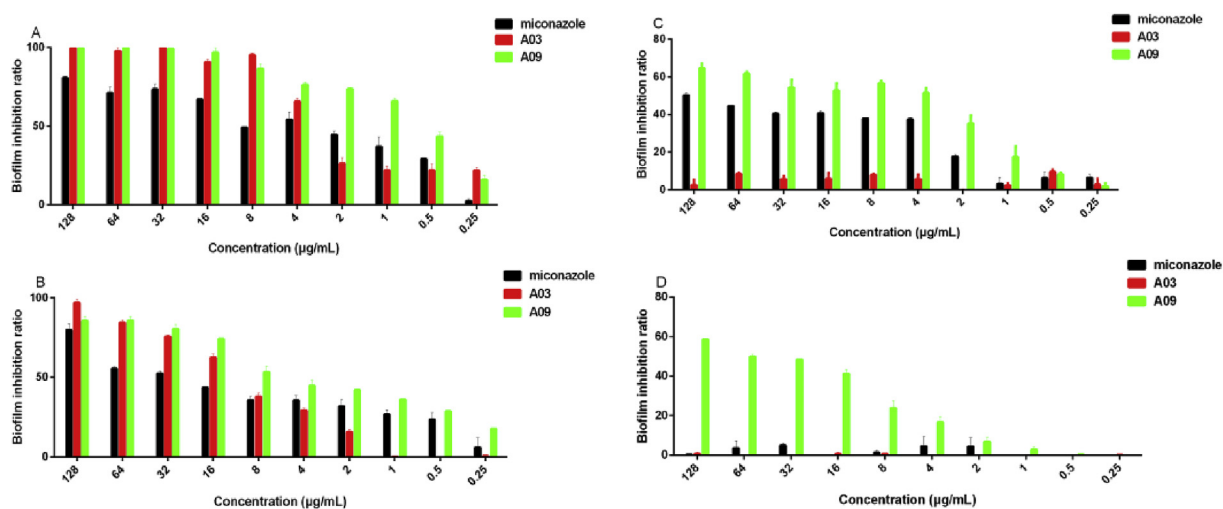 A
miconazole
A03
A09
Biofilm inhibition ratio
100
50
0
128 64 32 16 8 4 2 1 0.5 0.25
Concentration (µg/mL)
B
miconazole
A03
A09
Biofilm inhibition ratio
100
50
0
128 64 32 16 8 4 2 1 0.5 0.25
Concentration (µg/mL)
C
miconazole
A03
A09
Biofilm inhibition ratio
80
60
40
20
0
128 64 32 16 8 4 2 1 0.5 0.25
Concentration (µg/mL)
D
miconazole
A03
A09
Biofilm inhibition ratio
80
60
40
20
0
128 64 32 16 8 4 2 1 0.5 0.25
Concentration (µg/mL)